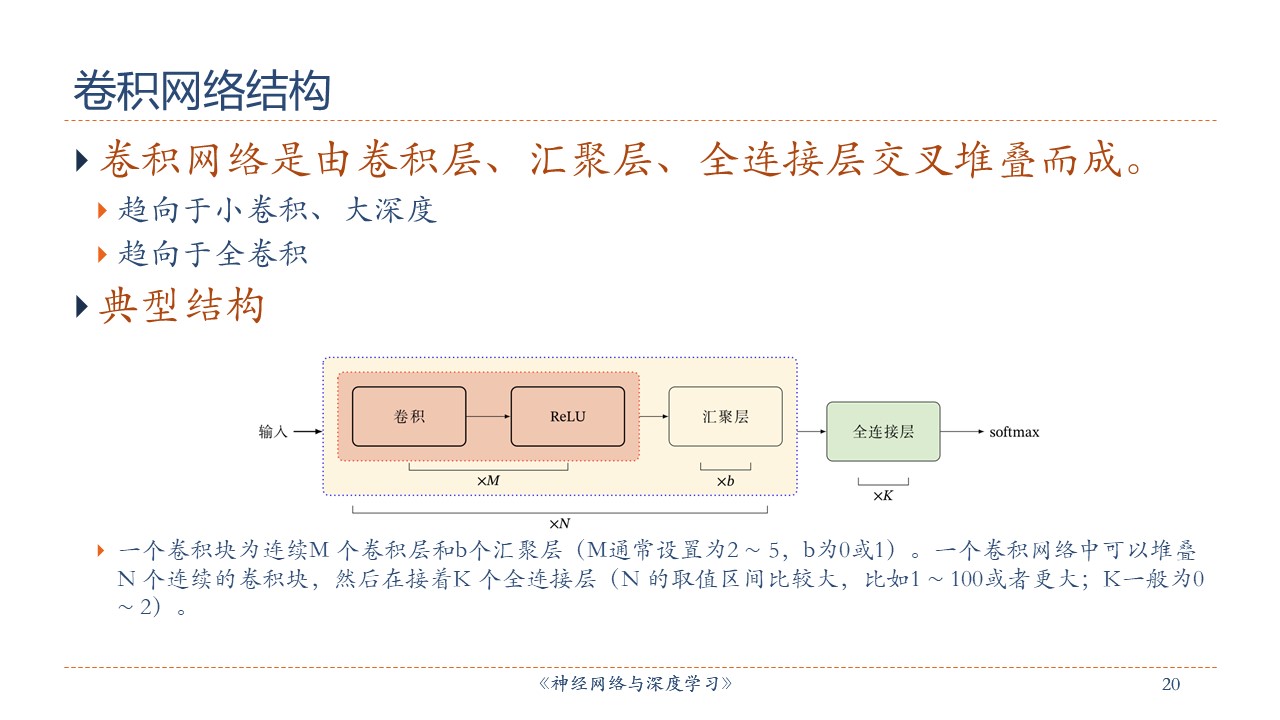 卷积网络结构
卷积网络是由卷积层、汇聚层、全连接层交叉堆叠而成。
趋向于小卷积、大深度
趋向于全卷积
典型结构
输入
卷积
ReLU
汇聚层
全连接层
softmax
×M
×b
×K
×N
一个卷积块为连续M 个卷积层和b个汇聚层（M通常设置为2 ~ 5，b为0或1）。一个卷积网络中可以堆叠
N 个连续的卷积块，然后在接着K 个全连接层（N 的取值区间比较大，比如1 ~ 100或者更大；K一般为0
~ 2）。
《神经网络与深度学习》
20